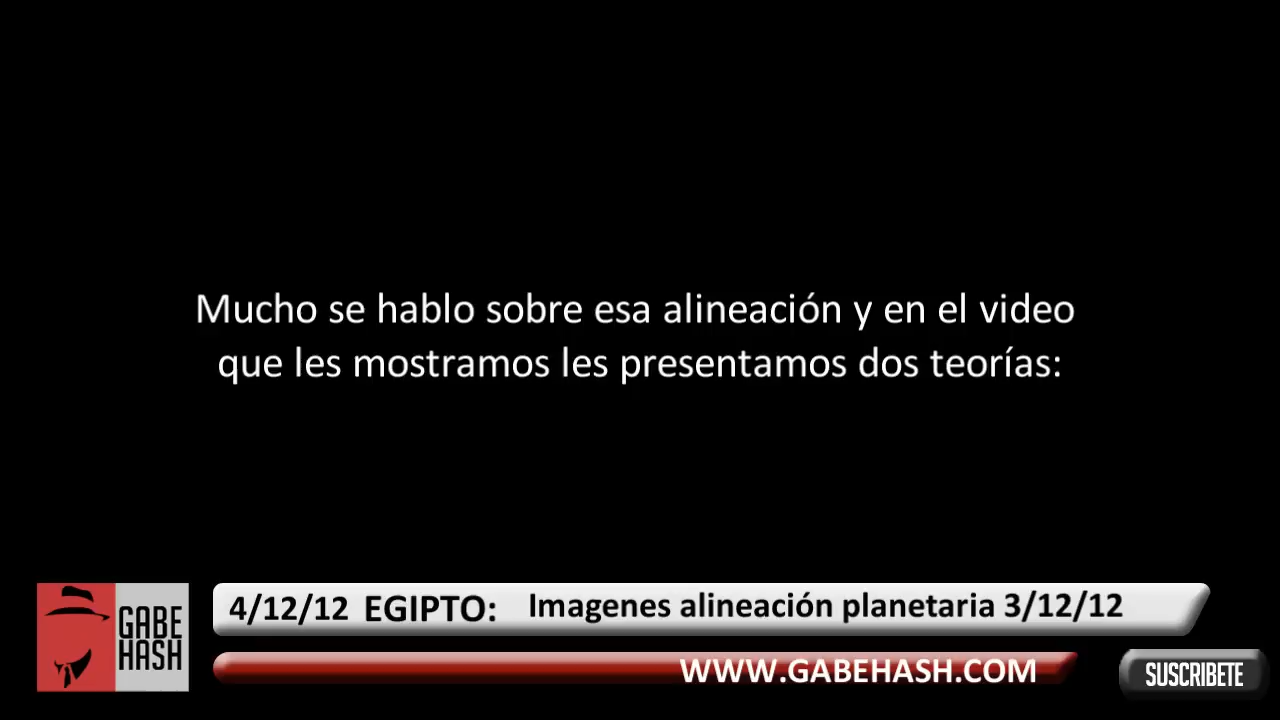 Mucho se hablo sobre esa alineación y en el video
que les mostramos les presentamos dos teorías:
GABE
HASH
4/12/12 EGIPTO: Imagenes alineación planetaria 3/12/12
WWW.GABEHASH.COM
SUSCRIBETE